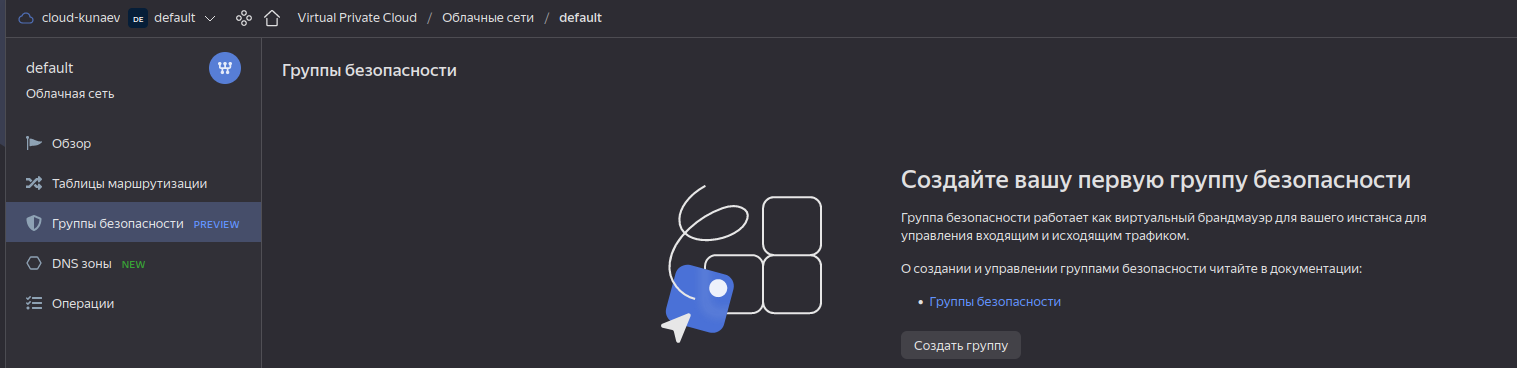 cloud-kunaev DE default Virtual Private Cloud / Облачные сети / default
default
Облачная сеть
Обзор
Таблицы маршрутизации
Группы безопасности PREVIEW
DNS зоны NEW
Операции
Группы безопасности
Создайте вашу первую группу безопасности
Группа безопасности работает как виртуальный брандмауэр для вашего инстанса для
управления входящим и исходящим трафиком.
О создании и управлении группами безопасности читайте в документации:
• Группы безопасности
Создать группу